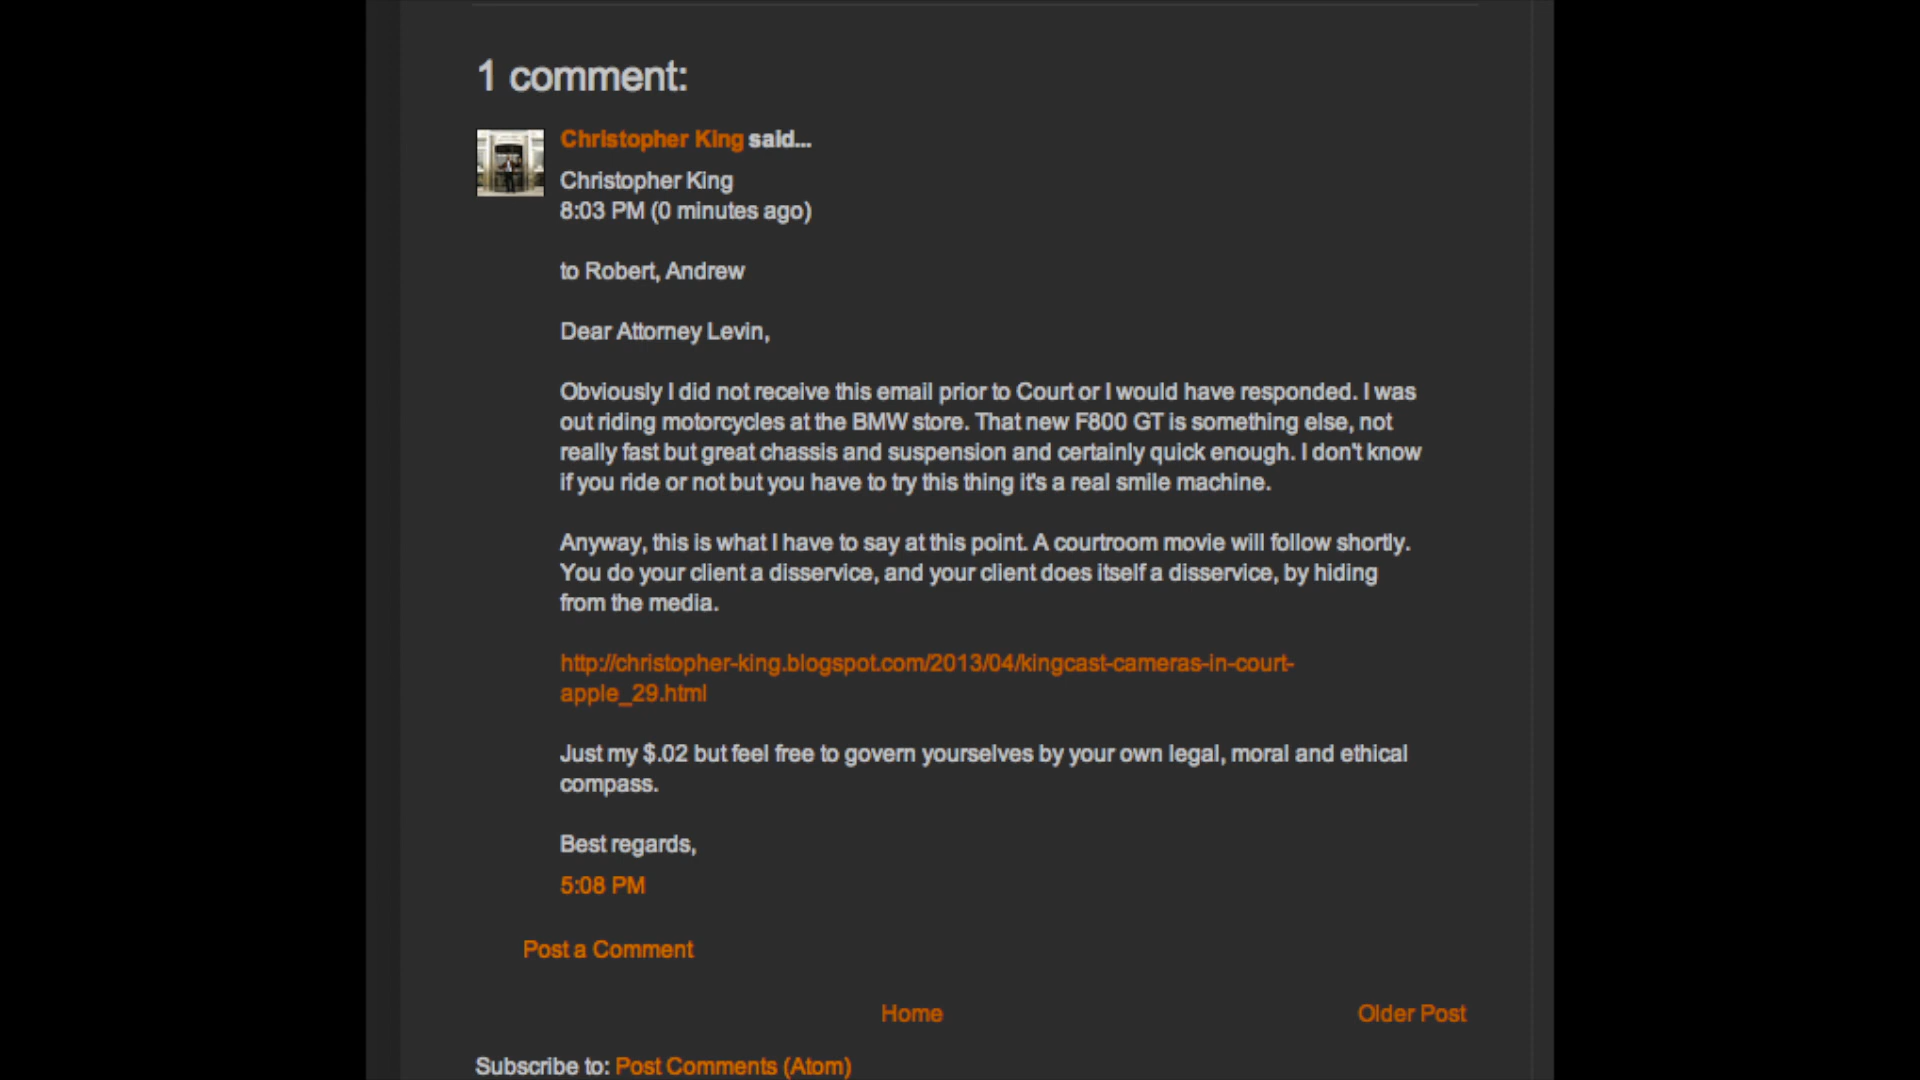 1 comment:
Christopher King said...
Christopher King
8:03 PM (0 minutes ago)
to Robert, Andrew
Dear Attorney Levin,
Obviously I did not receive this email prior to Court or I would have responded. I was
out riding motorcycles at the BMW store. That new F800 GT is something else, not
really fast but great chassis and suspension and certainly quick enough. I don't know
if you ride or not but you have to try this thing it's a real smile machine.
Anyway, this is what I have to say at this point. A courtroom movie will follow shortly.
You do your client a disservice, and your client does itself a disservice, by hiding
from the media.
http://christopher-king.blogspot.com/2013/04/kingcast-cameras-in-court-
apple_29.html
Just my $.02 but feel free to govern yourselves by your own legal, moral and ethical
compass.
Best regards,
5:08 PM
Post a Comment
Home Older Post
Subscribe to: Post Comments (Atom)